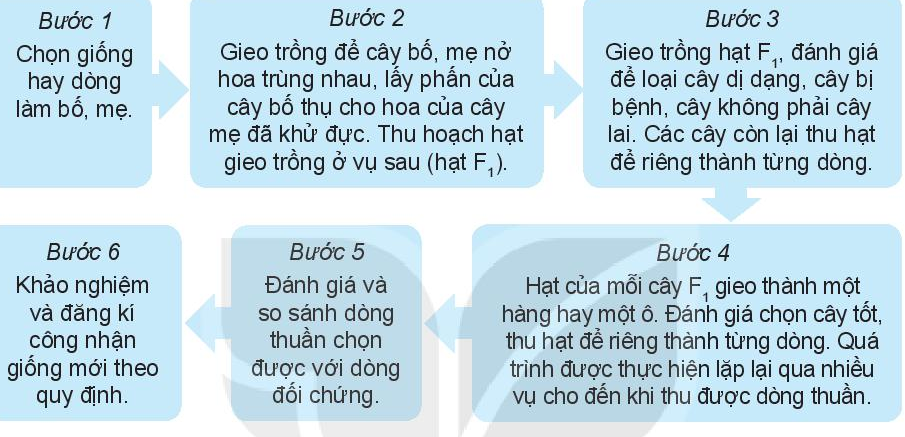 Bước 1
Chọn giống
hay dòng
làm bố, mẹ.
Bước 2
Gieo trồng để cây bố, mẹ nở
hoa trùng nhau, lấy phấn của
cây bố thụ cho hoa của cây
mẹ đã khử đực. Thu hoạch hạt
gieo trồng ở vụ sau (hạt F₁).
Bước 3
Gieo trồng hạt F₁, đánh giá
để loại cây dị dạng, cây bị
bệnh, cây không phải cây
lai. Các cây còn lại thu hạt
để riêng thành từng dòng.
Bước 4
Hạt của mỗi cây F₁ gieo thành một
hàng hay một ô. Đánh giá chọn cây tốt,
thu hạt để riêng thành từng dòng. Quá
trình được thực hiện lặp lại qua nhiều
vụ cho đến khi thu được dòng thuần.
Bước 5
Đánh giá và
so sánh dòng
thuần chọn
được với dòng
đối chứng.
Bước 6
Khảo nghiệm
và đăng kí
công nhận
giống mới theo
quy định.